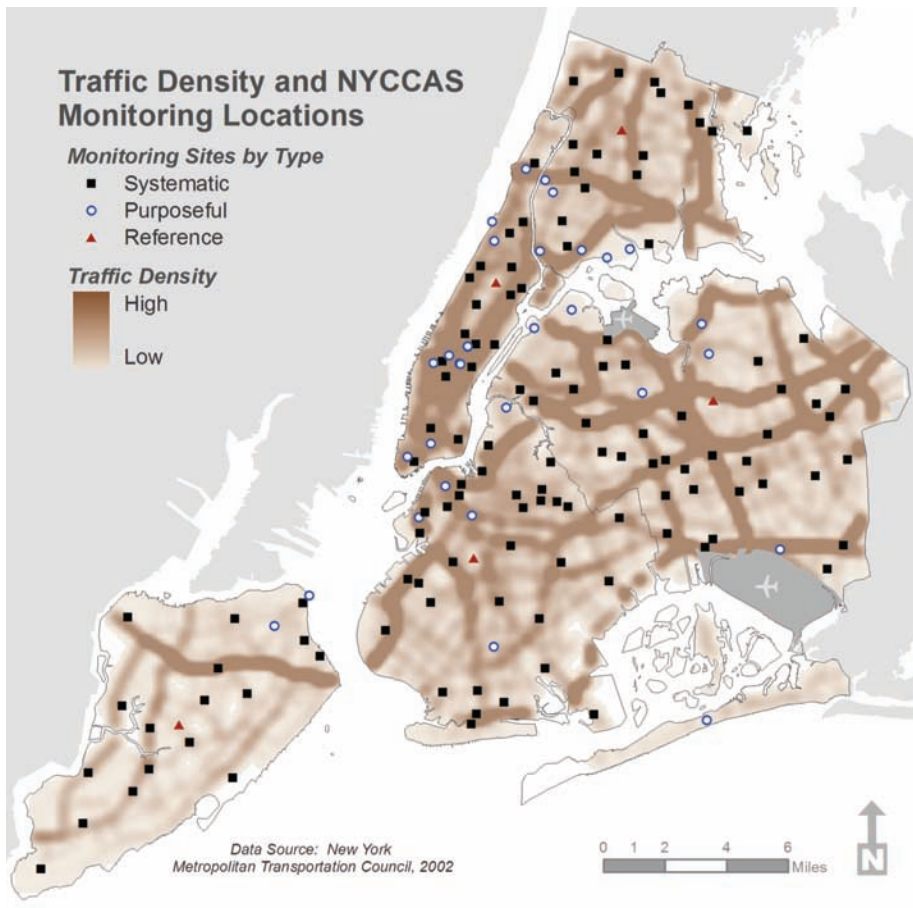 Traffic Density and NYCCAS
Monitoring Locations
Monitoring Sites by Type
Systematic
Purposeful
Reference
Traffic Density
High
Low
Data Source: New York
Metropolitan Transportation Council, 2002
0 1 2 4 6
Miles
N